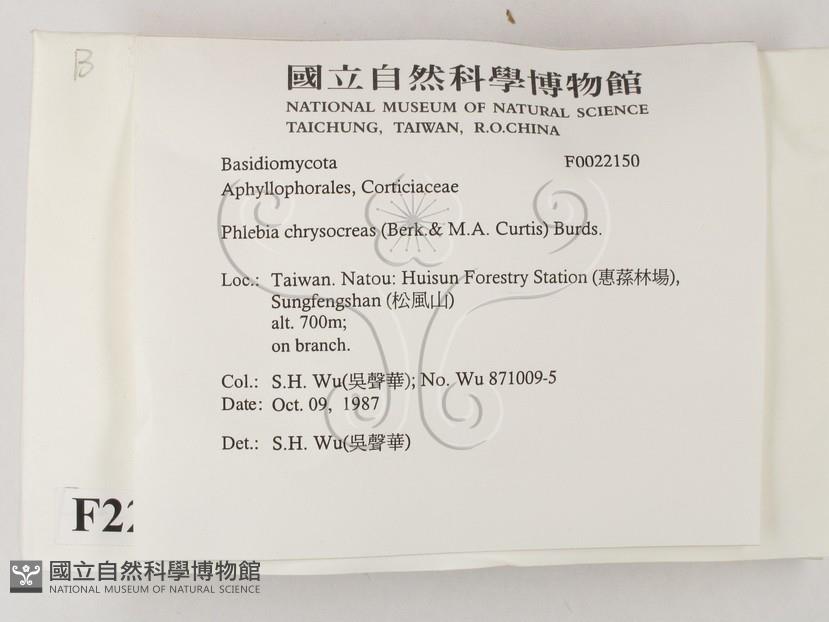 B
國立自然科學博物館
NATIONAL MUSEUM OF NATURAL SCIENCE
TAICHUNG, TAIWAN, R.O.CHINA
Basidiomycota F0022150
Aphyllophorales, Corticiaceae
Phlebia chrysocreas (Berk.& M.A. Curtis) Burds.
Loc.: Taiwan. Natou: Huisun Forestry Station (惠蓀林場),
Sungfengshan (松風山)
alt. 700m;
on branch.
Col.: S.H. Wu(吳聲華); No. Wu 871009-5
Date: Oct. 09, 1987
Det.: S.H. Wu(吳聲華)
F22
國立自然科學博物館
NATIONAL MUSEUM OF NATURAL SCIENCE